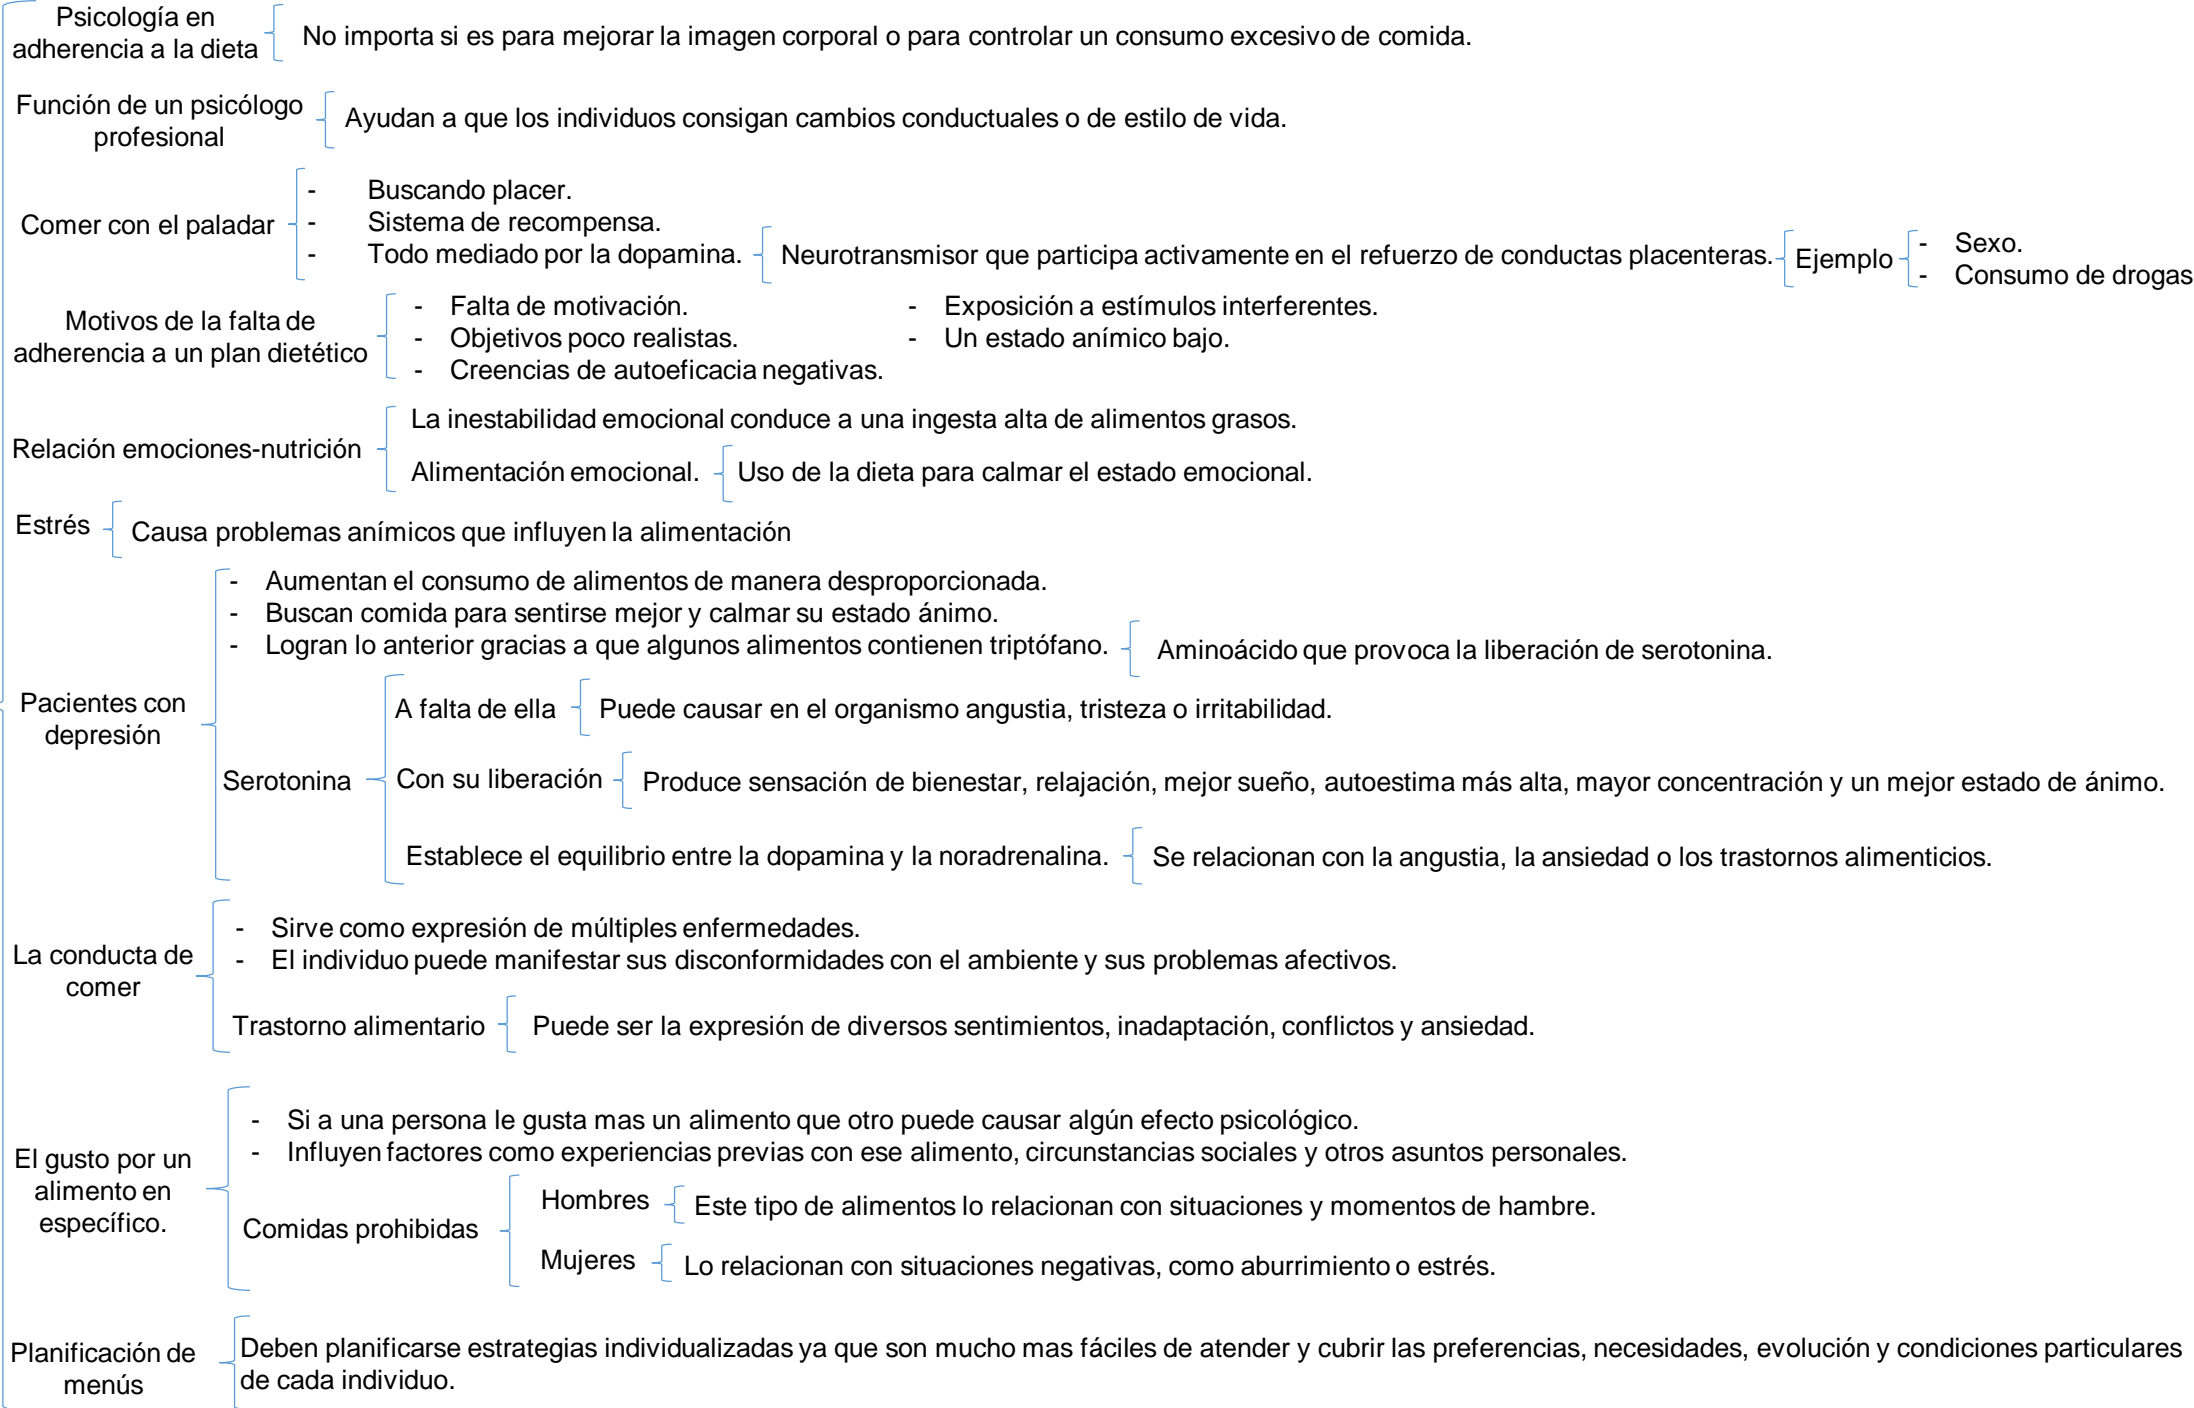 Psicología en
adherencia a la dieta
No importa si es para mejorar la imagen corporal o para controlar un consumo excesivo de comida.
Función de un psicólogo
profesional
Ayudan a que los individuos consigan cambios conductuales o de estilo de vida.
Comer con el paladar
- Buscando placer.
- Sistema de recompensa.
- Todo mediado por la dopamina.
Neurotransmisor que participa activamente en el refuerzo de conductas placenteras.
Ejemplo
- Sexo.
- Consumo de drogas
Motivos de la falta de
adherencia a un plan dietético
- Falta de motivación.
- Objetivos poco realistas.
- Creencias de autoeficacia negativas.
- Exposición a estímulos interferentes.
- Un estado anímico bajo.
Relación emociones-nutrición
La inestabilidad emocional conduce a una ingesta alta de alimentos grasos.
Alimentación emocional.
Uso de la dieta para calmar el estado emocional.
Estrés
Causa problemas anímicos que influyen la alimentación
Pacientes con
depresión
- Aumentan el consumo de alimentos de manera desproporcionada.
- Buscan comida para sentirse mejor y calmar su estado ánimo.
- Logran lo anterior gracias a que algunos alimentos contienen triptófano.
Aminoácido que provoca la liberación de serotonina.
Serotonina
A falta de ella
Puede causar en el organismo angustia, tristeza o irritabilidad.
Con su liberación
Produce sensación de bienestar, relajación, mejor sueño, autoestima más alta, mayor concentración y un mejor estado de ánimo.
Establece el equilibrio entre la dopamina y la noradrenalina.
Se relacionan con la angustia, la ansiedad o los trastornos alimenticios.
La conducta de
comer
- Sirve como expresión de múltiples enfermedades.
- El individuo puede manifestar sus disconformidades con el ambiente y sus problemas afectivos.
Trastorno alimentario
Puede ser la expresión de diversos sentimientos, inadaptación, conflictos y ansiedad.
El gusto por un
alimento en
específico.
- Si a una persona le gusta mas un alimento que otro puede causar algún efecto psicológico.
- Influyen factores como experiencias previas con ese alimento, circunstancias sociales y otros asuntos personales.
Comidas prohibidas
Hombres
Este tipo de alimentos lo relacionan con situaciones y momentos de hambre.
Mujeres
Lo relacionan con situaciones negativas, como aburrimiento o estrés.
Planificación de
menús
Deben planificarse estrategias individualizadas ya que son mucho mas fáciles de atender y cubrir las preferencias, necesidades, evolución y condiciones particulares
de cada individuo.